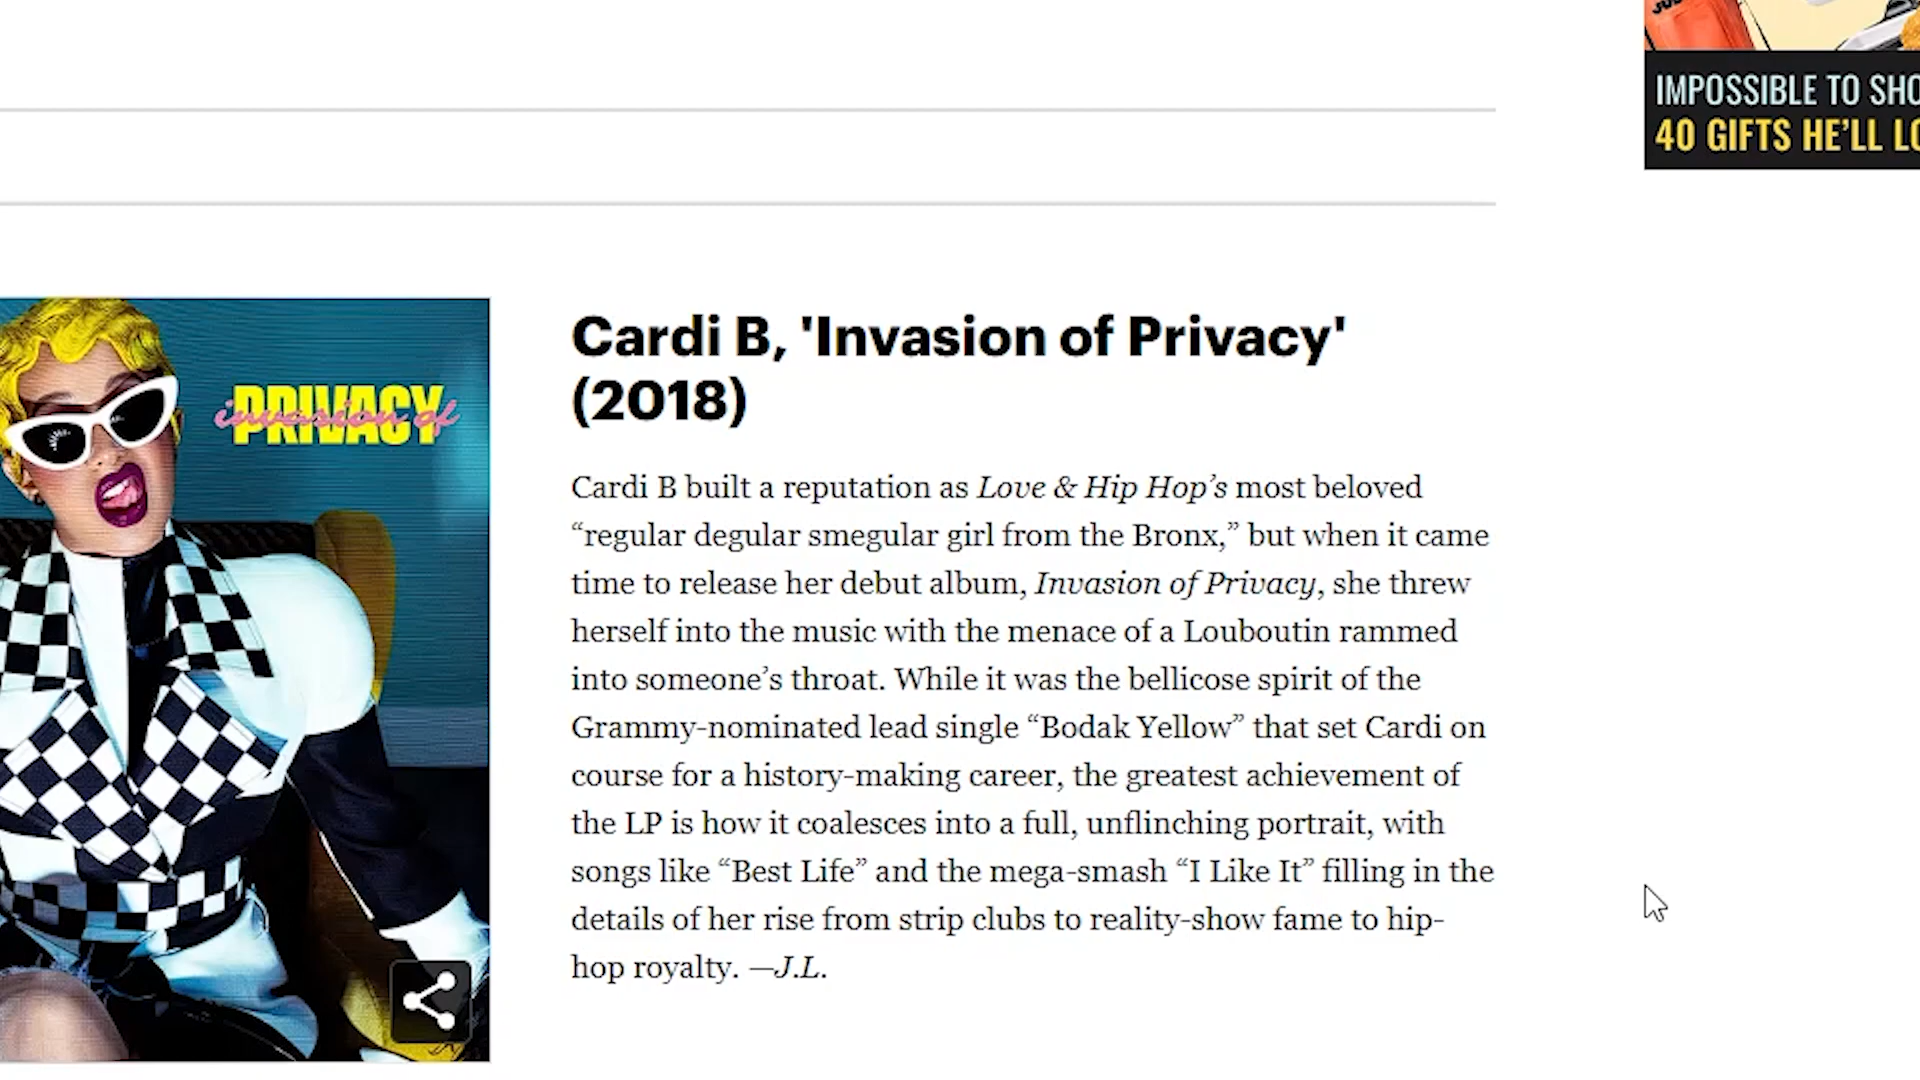 IMPOSSIBLE TO
40 GIFTS HE'LL
PRIVACY
invasion of
Cardi B, 'Invasion of Privacy'
(2018)
Cardi B built a reputation as Love & Hip Hop’s most beloved
“regular degular smegular girl from the Bronx,” but when it came
time to release her debut album, Invasion of Privacy, she threw
herself into the music with the menace of a Louboutin rammed
into someone’s throat. While it was the bellicose spirit of the
Grammy-nominated lead single “Bodak Yellow” that set Cardi on
course for a history-making career, the greatest achievement of
the LP is how it coalesces into a full, unflinching portrait, with
songs like “Best Life” and the mega-smash “I Like It” filling in the
details of her rise from strip clubs to reality-show fame to hip-
hop royalty. —J.L.